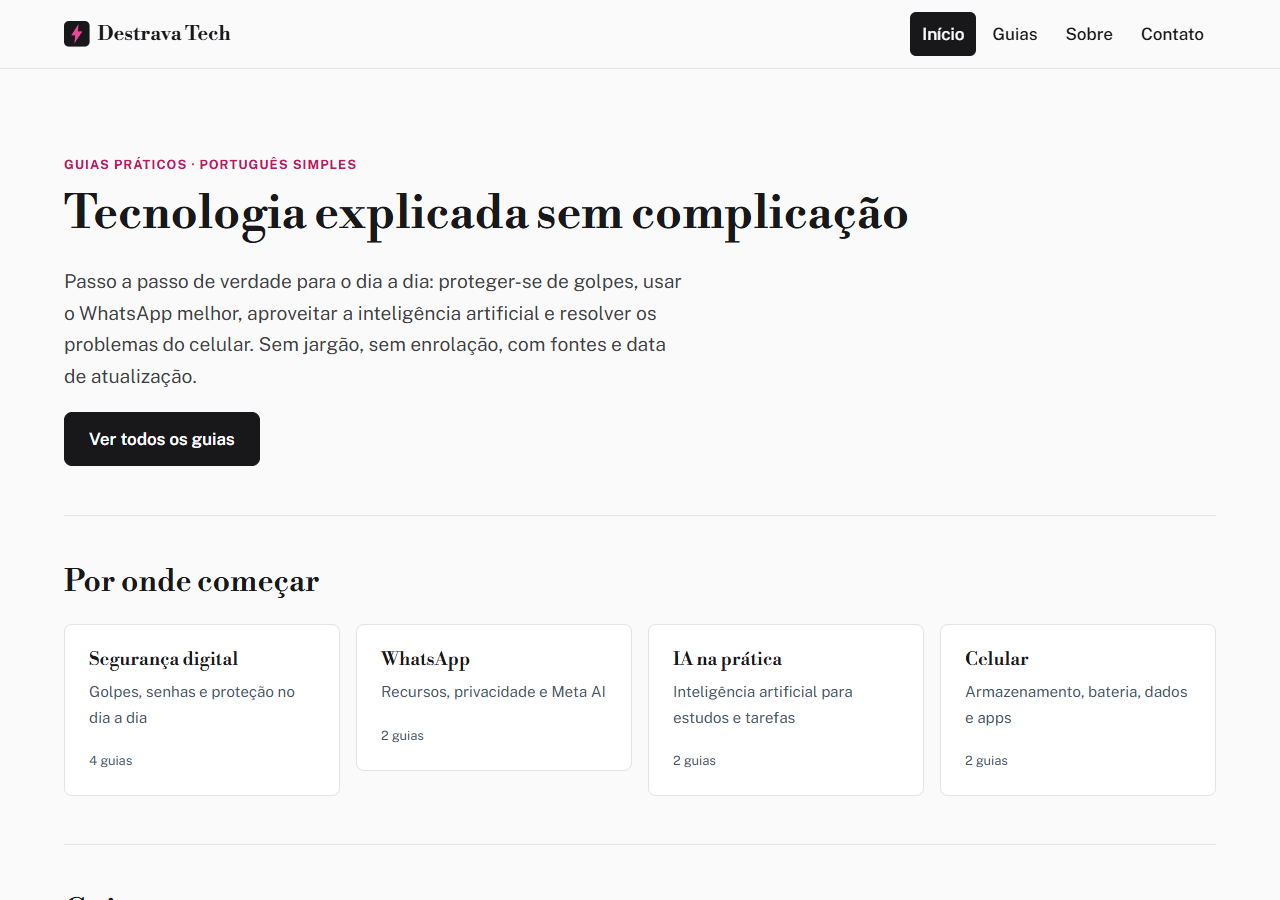 Destrava Tech
Início
Guias
Sobre
Contato
GUIAS PRÁTICOS · PORTUGUÊS SIMPLES
Tecnologia explicada sem complicação
Passo a passo de verdade para o dia a dia: proteger-se de golpes, usar
o WhatsApp melhor, aproveitar a inteligência artificial e resolver os
problemas do celular. Sem jargão, sem enrolação, com fontes e data
de atualização.
Ver todos os guias
Por onde começar
Segurança digital
Golpes, senhas e proteção no
dia a dia
4 guias
WhatsApp
Recursos, privacidade e Meta AI
2 guias
IA na prática
Inteligência artificial para
estudos e tarefas
2 guias
Celular
Armazenamento, bateria, dados
e apps
2 guias